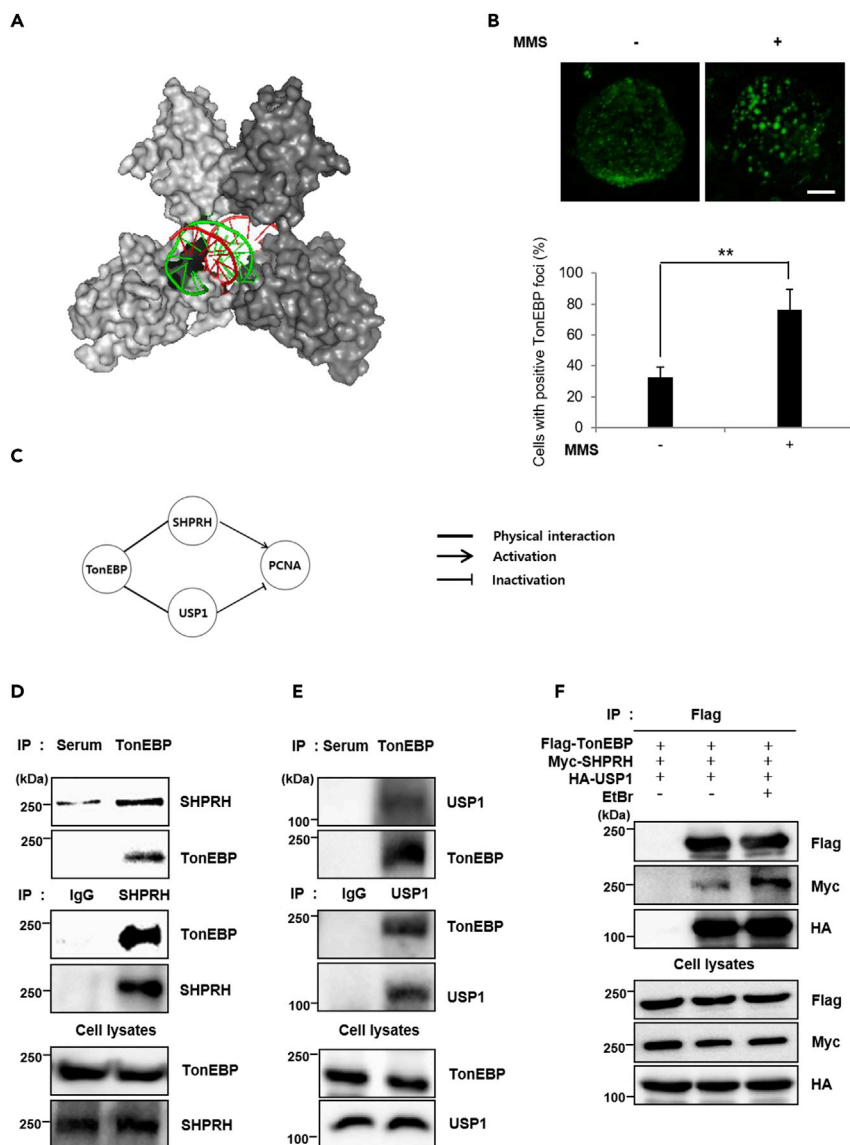 A
B
MMS - +
Cells with positive TonEBP foci (%)
100
80
60
40
20
0
**
MMS - +
C
TonEBP
SHPRH
USP1
PCNA
Physical interaction
Activation
Inactivation
D
IP : Serum TonEBP
(kDa)
250 SHPRH
250 TonEBP
IP : IgG SHPRH
250 TonEBP
250 SHPRH
Cell lysates
250 TonEBP
250 SHPRH
E
IP : Serum TonEBP
(kDa)
100 USP1
250 TonEBP
IP : IgG USP1
250 TonEBP
100 USP1
Cell lysates
250 TonEBP
100 USP1
F
IP : Flag
Flag-TonEBP + + +
Myc-SHPRH + + +
HA-USP1 + + +
EtBr - - +
(kDa)
250 Flag
250 Myc
100 HA
Cell lysates
250 Flag
250 Myc
100 HA